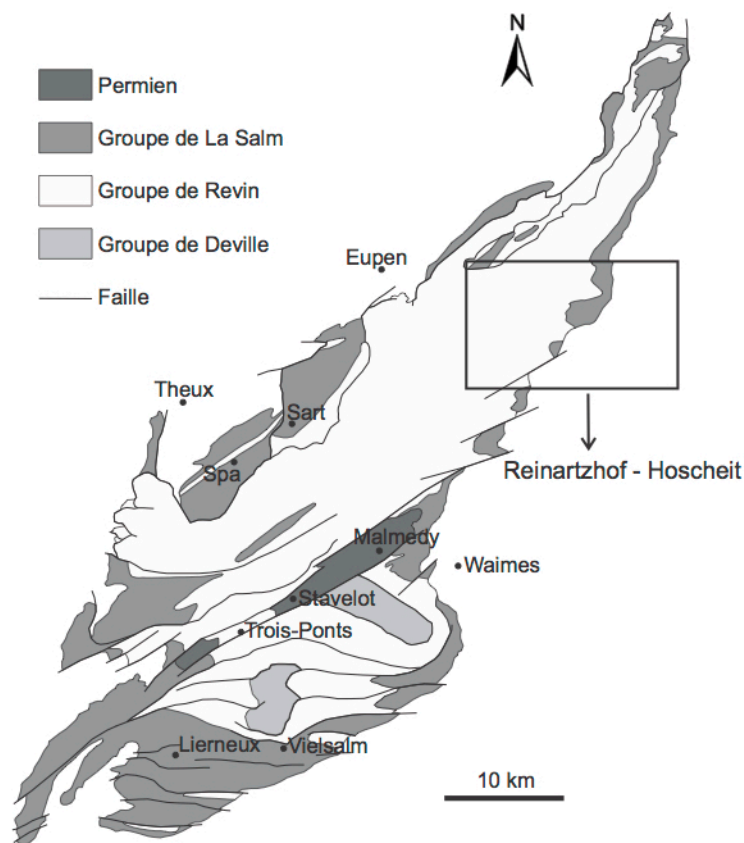 N
Permien
Groupe de La Salm
Groupe de Revin
Groupe de Deville
Faille
Eupen
Theux
Sart
Spa
Reinartzhof - Hoscheit
Malmedy
Waimes
Stavelot
Trois-Ponts
Lierneux
Vielsalm
10 km